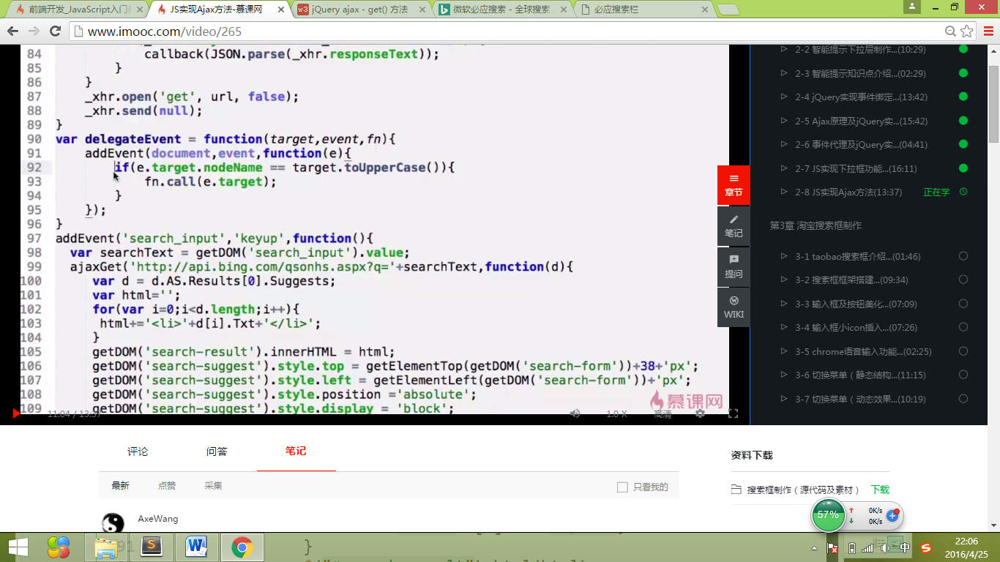 前端开发_JavaScript入门
JS实现Ajax方法-慕课网
w3 jQuery ajax - get() 方法
微软必应搜索 - 全球搜索
必应搜索栏
www.imooc.com/video/265
84 callback(JSON.parse(_xhr.responseText));
85 }
86 }
87 _xhr.open('get', url, false);
88 _xhr.send(null);
89 }
90 var delegateEvent = function(target,event,fn){
91 addEvent(document,event,function(e){
92 if(e.target.nodeName == target.toUpperCase()){
93 fn.call(e.target);
94 }
95 });
96 }
97 addEvent('search_input','keyup',function(){
98 var searchText = getDOM('search_input').value;
99 ajaxGet('http://api.bing.com/qsonhs.aspx?q='+searchText,function(d){
100 var d = d.AS.Results[0].Suggests;
101 var html='';
102 for(var i=0;i<d.length;i++){
103 html+='<li>'+d[i].Txt+'</li>';
104 }
105 getDOM('search-result').innerHTML = html;
106 getDOM('search-suggest').style.top = getElementTop(getDOM('search-form'))+38+'px';
107 getDOM('search-suggest').style.left = getElementLeft(getDOM('search-form'))+'px';
108 getDOM('search-suggest').style.position ='absolute';
109 getDOM('search-suggest').style.display = 'block';
慕课网
11:04 / 13:37
1.0 X
高清
章节
笔记
提问
WIKI
2-2 智能提示下拉层制作...(10:29)
2-3 智能提示知识点介绍...(02:29)
2-4 jQuery实现事件绑定...(13:42)
2-5 Ajax原理及jQuery实...(15:42)
2-6 事件代理及jQuery实...(04:41)
2-7 JS实现下拉框功能...(16:11)
2-8 JS实现Ajax方法(13:37) 正在学
第3章 淘宝搜索框制作
3-1 taobao搜索框介绍...(01:46)
3-2 搜索框框架搭建...(09:34)
3-3 输入框及按钮美化...(07:09)
3-4 输入框小icon插入...(07:26)
3-5 chrome语音输入功能...(02:25)
3-6 切换菜单（静态结构...(11:15)
3-7 切换菜单（动态效果...(10:19)
评论 问答 笔记
最新 点赞 采集 只看我的
AxeWang
资料下载
搜索框制作（源代码及素材） 下载
57%
0K/s
0K/s
中
22:06
2016/4/25